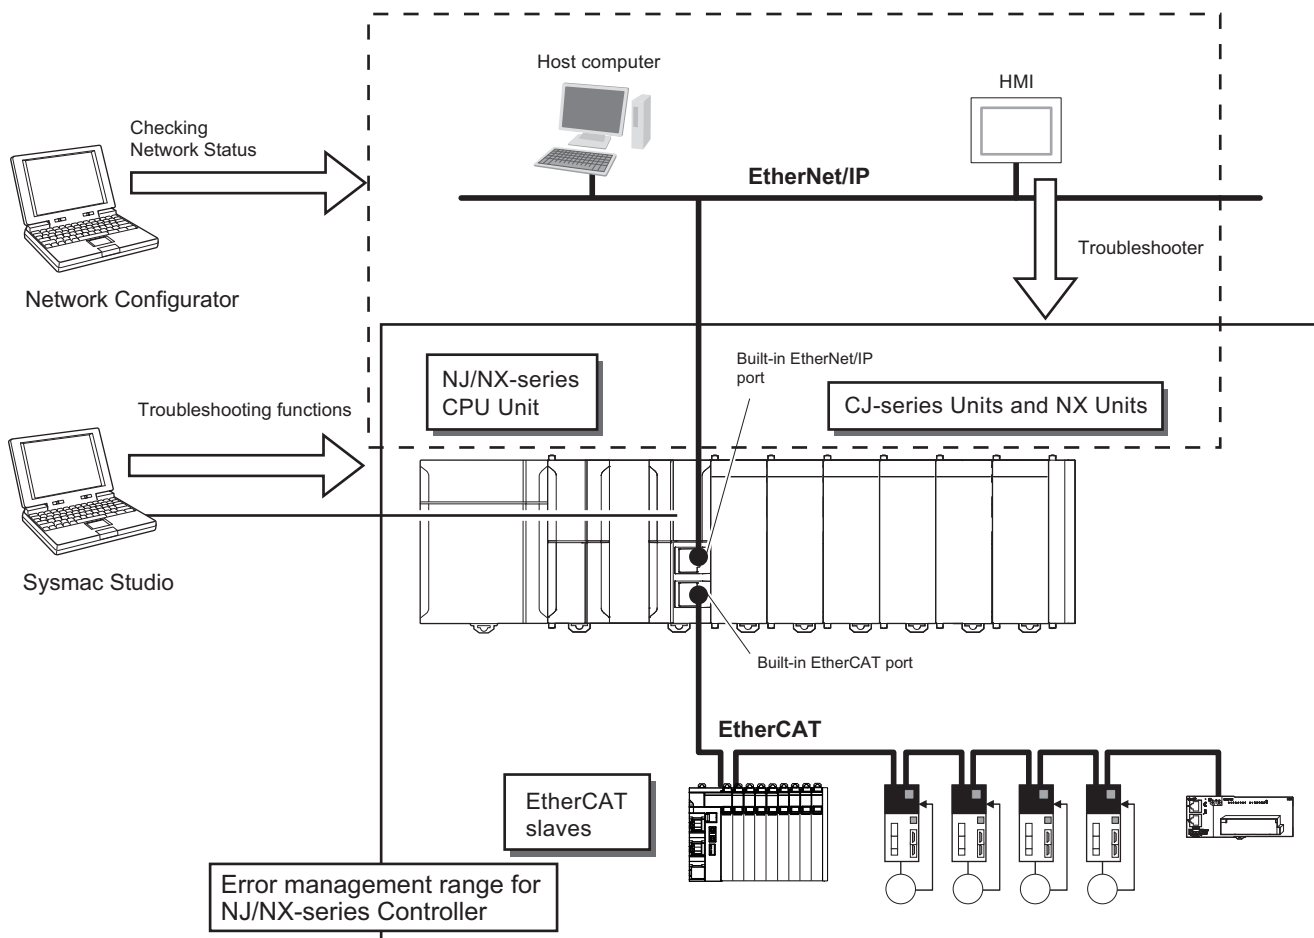 Host computer
HMI
Checking
Network Status
EtherNet/IP
Troubleshooter
Network Configurator
Built-in EtherNet/IP
port
NJ/NX-series
CPU Unit
CJ-series Units and NX Units
Troubleshooting functions
Sysmac Studio
Built-in EtherCAT port
EtherCAT
EtherCAT
slaves
Error management range for
NJ/NX-series Controller